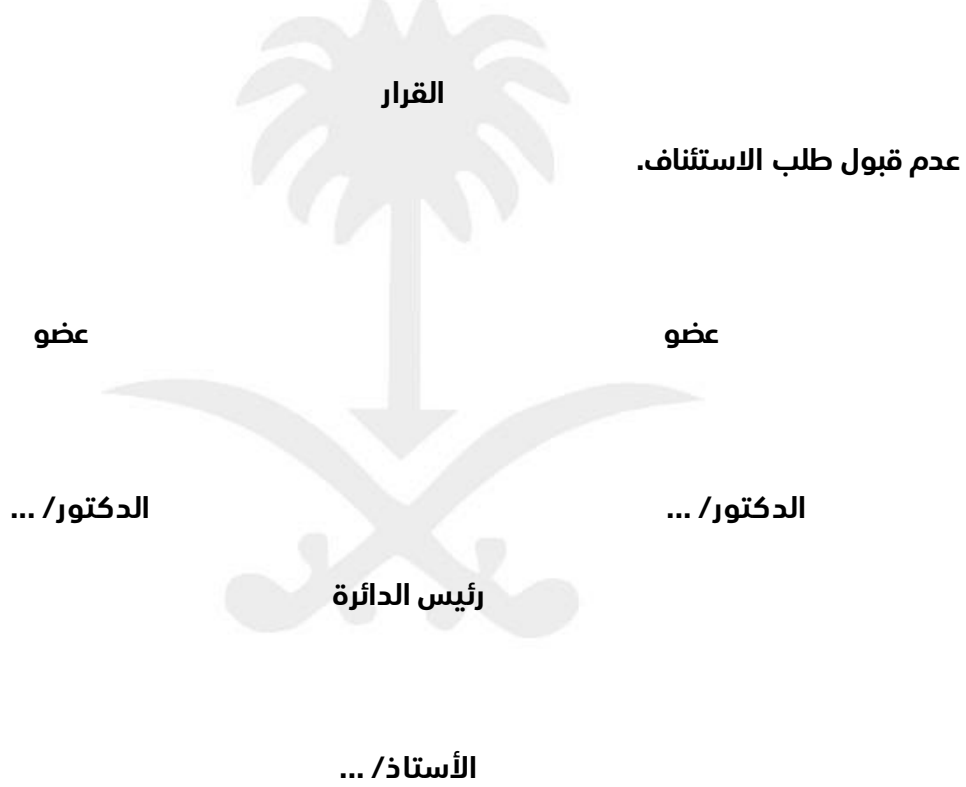 القرار
عدم قبول طلب الاستئناف.
عضو عضو
الدكتور/ ... الدكتور/ ...
رئيس الدائرة
الأستاذ/ ...